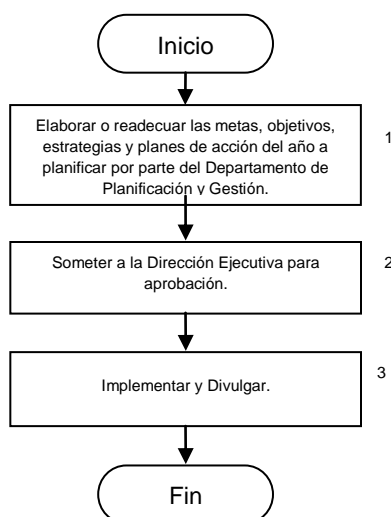 Inicio
Elaborar o readecuar las metas, objetivos,
estrategias y planes de acción del año a
planificar por parte del Departamento de
Planificación y Gestión.
1
Someter a la Dirección Ejecutiva para
aprobación.
2
Implementar y Divulgar.
3
Fin